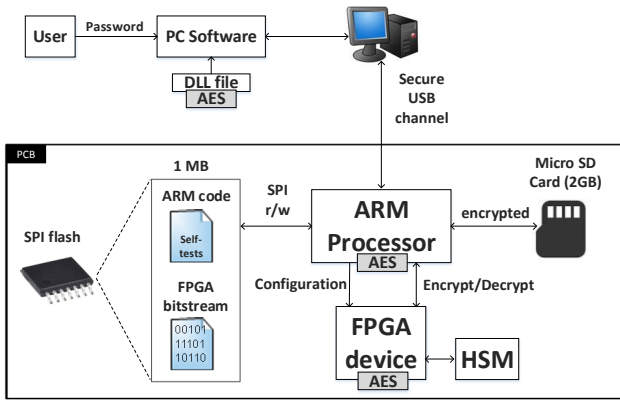 User
Password
PC Software
DLL file
AES
Secure
USB
channel
PCB
1 MB
ARM code
Self-
tests
SPI flash
FPGA
bitstream
00101
11101
10110
SPI
r/w
ARM
Processor
AES
encrypted
Micro SD
Card (2GB)
Configuration
Encrypt/Decrypt
FPGA
device
AES
HSM